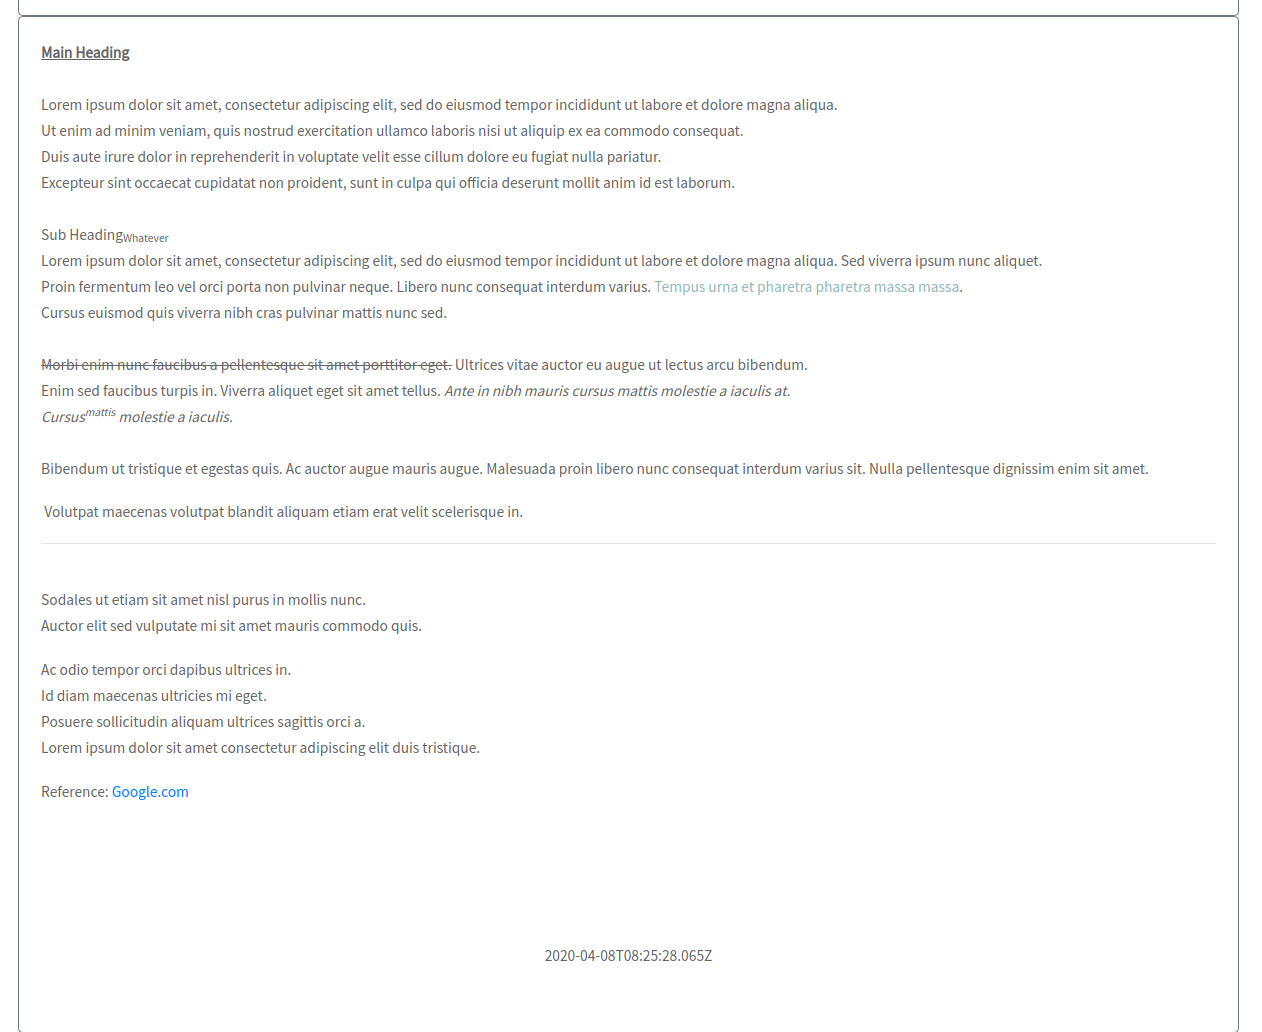 Main Heading
Lorem ipsum dolor sit amet, consectetur adipiscing elit, sed do eiusmod tempor incididunt ut labore et dolore magna aliqua.
Ut enim ad minim veniam, quis nostrud exercitation ullamco laboris nisi ut aliquip ex ea commodo consequat.
Duis aute irure dolor in reprehenderit in voluptate velit esse cillum dolore eu fugiat nulla pariatur.
Excepteur sint occaecat cupidatat non proident, sunt in culpa qui officia deserunt mollit anim id est laborum.
Sub HeadingWhatever
Lorem ipsum dolor sit amet, consectetur adipiscing elit, sed do eiusmod tempor incididunt ut labore et dolore magna aliqua. Sed viverra ipsum nunc aliquet.
Proin fermentum leo vel orci porta non pulvinar neque. Libero nunc consequat interdum varius. Tempus urna et pharetra pharetra massa massa.
Cursus euismod quis viverra nibh cras pulvinar mattis nunc sed.
Morbi enim nunc faucibus a pellentesque sit amet porttitor eget. Ultrices vitae auctor eu augue ut lectus arcu bibendum.
Enim sed faucibus turpis in. Viverra aliquet eget sit amet tellus. Ante in nibh mauris cursus mattis molestie a iaculis at.
Cursusmattis molestie a iaculis.
Bibendum ut tristique et egestas quis. Ac auctor augue mauris augue. Malesuada proin libero nunc consequat interdum varius sit. Nulla pellentesque dignissim enim sit amet.
Volutpat maecenas volutpat blandit aliquam etiam erat velit scelerisque in.
Sodales ut etiam sit amet nisl purus in mollis nunc.
Auctor elit sed vulputate mi sit amet mauris commodo quis.
Ac odio tempor orci dapibus ultrices in.
Id diam maecenas ultricies mi eget.
Posuere sollicitudin aliquam ultrices sagittis orci a.
Lorem ipsum dolor sit amet consectetur adipiscing elit duis tristique.
Reference: Google.com
2020-04-08T08:25:28.065Z